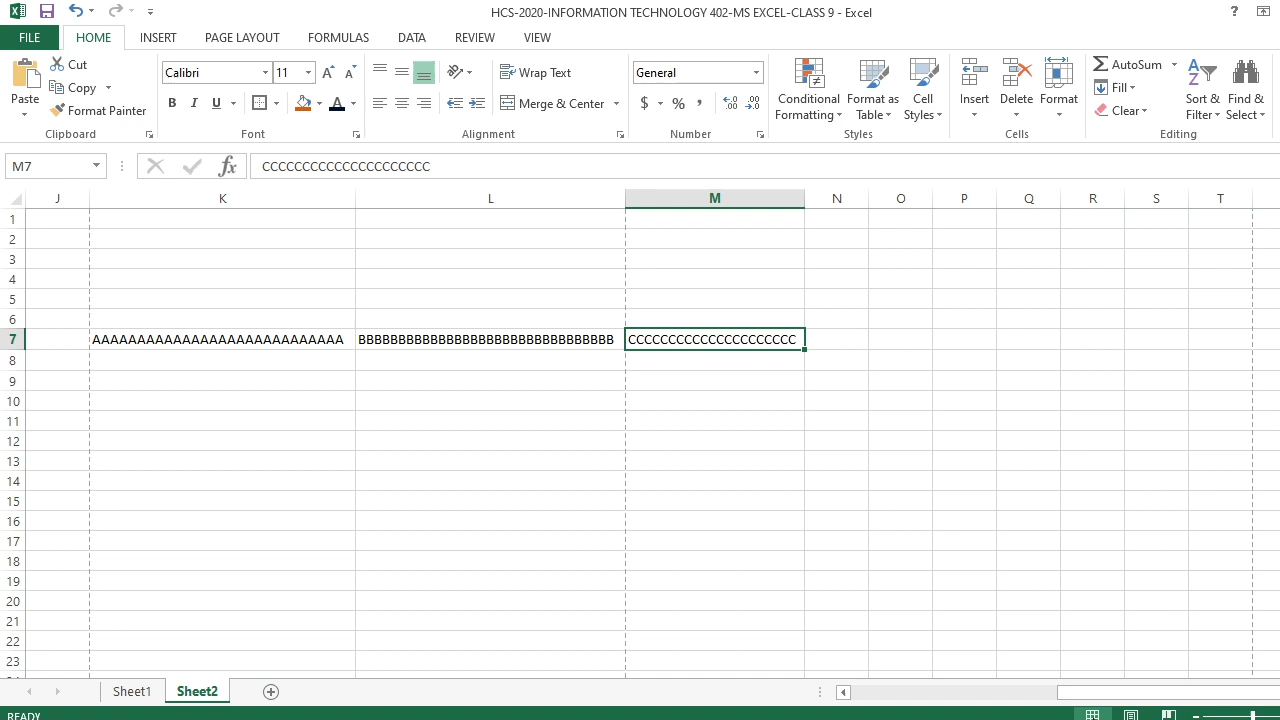 HCS-2020-INFORMATION TECHNOLOGY 402-MS EXCEL-CLASS 9 - Excel ?
FILE HOME INSERT PAGE LAYOUT FORMULAS DATA REVIEW VIEW
Paste Cut Copy Format Painter Clipboard
Calibri 11 A A B I U A Font
Wrap Text Merge & Center Alignment
General $ % , Number
Conditional Formatting Format as Table Cell Styles Styles
Insert Delete Format Cells
AutoSum Fill Clear Sort & Filter Find & Select Editing
M7 fx CCCCCCCCCCCCCCCCCCCCC
J K L M N O P Q R S T
1
2
3
4
5
6
7 BBBBBBBBBBBBBBBBBBBBBBBBBBBBBBBB CCCCCCCCCCCCCCCCCCCCC
8
9
10
11
12
13
14
15
16
17
18
19
20
21
22
23
Sheet1 Sheet2
READY